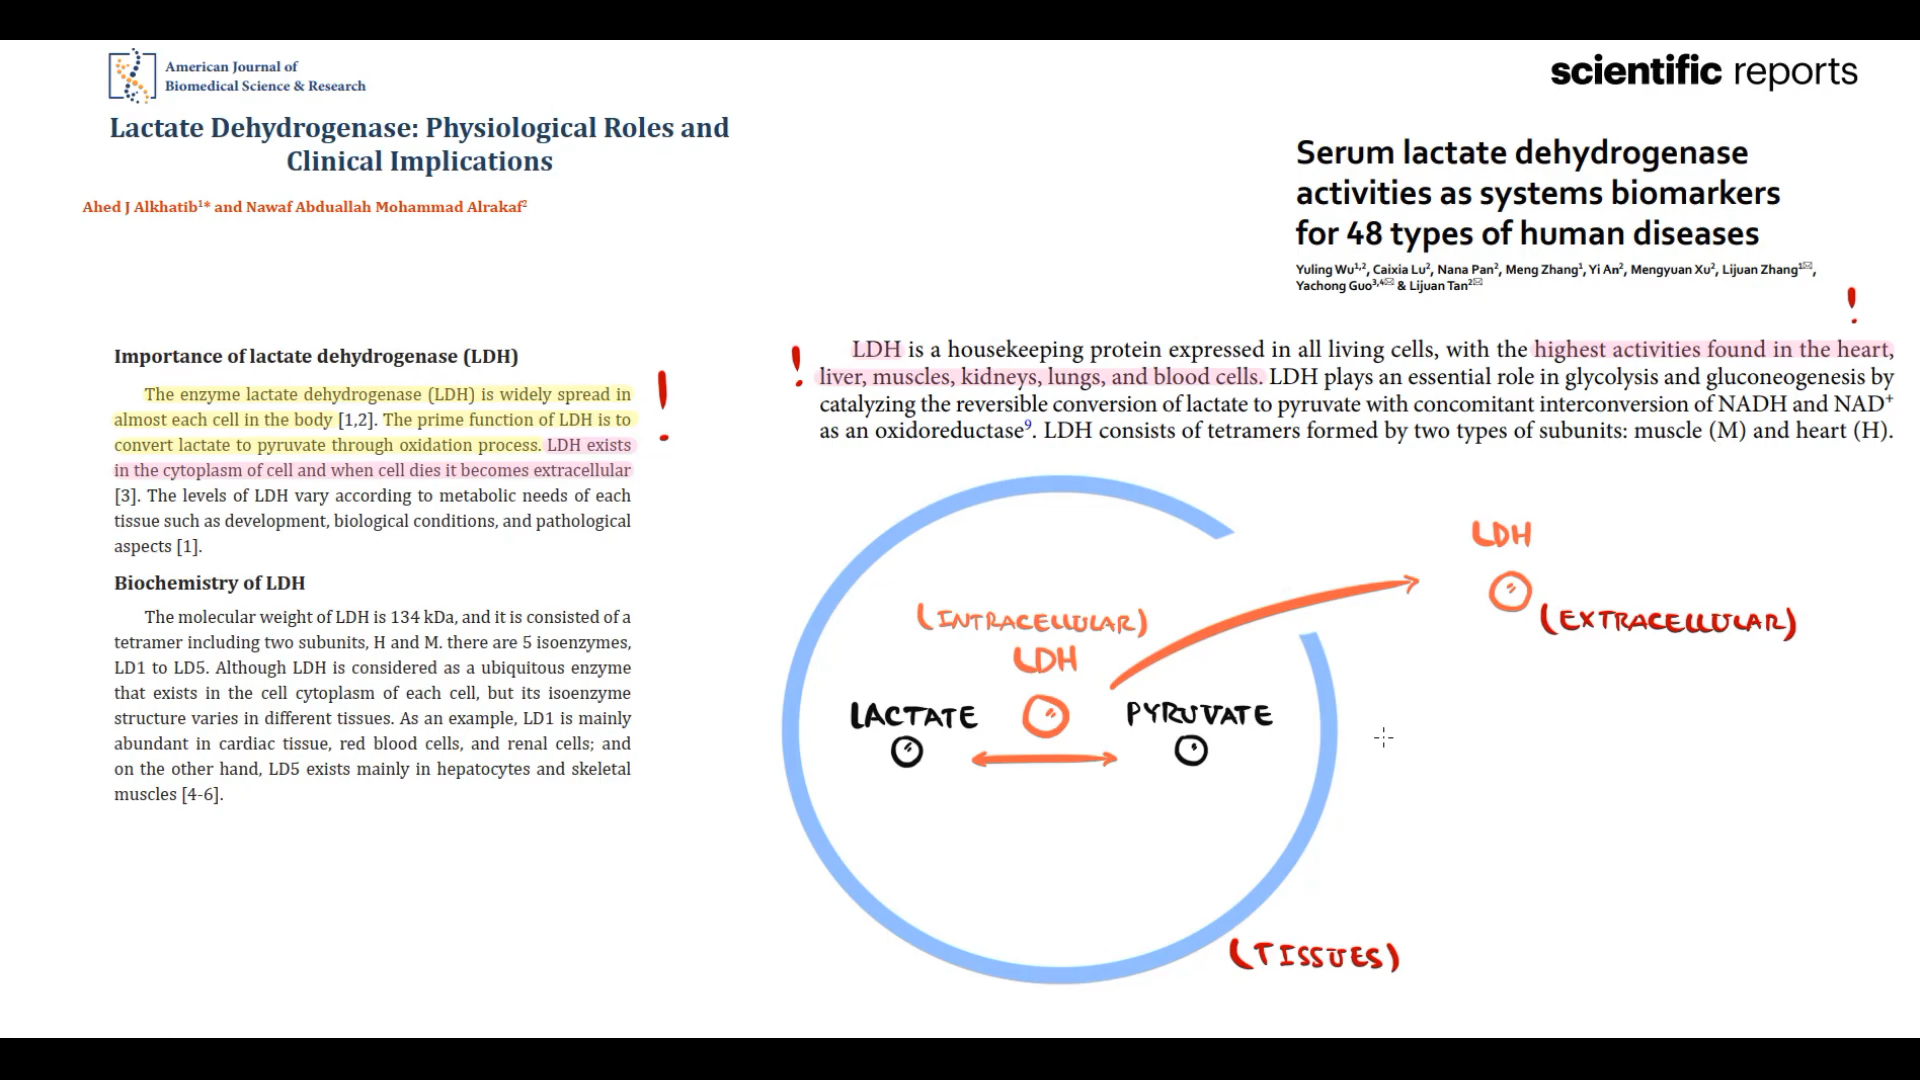 American Journal of
Biomedical Science & Research
Lactate Dehydrogenase: Physiological Roles and
Clinical Implications
Ahed J Alkhatib¹* and Nawaf Abduallah Mohammad Alrakaf²
Importance of lactate dehydrogenase (LDH)
The enzyme lactate dehydrogenase (LDH) is widely spread in
almost each cell in the body [1,2]. The prime function of LDH is to
convert lactate to pyruvate through oxidation process. LDH exists
in the cytoplasm of cell and when cell dies it becomes extracellular
[3]. The levels of LDH vary according to metabolic needs of each
tissue such as development, biological conditions, and pathological
aspects [1].
Biochemistry of LDH
The molecular weight of LDH is 134 kDa, and it is consisted of a
tetramer including two subunits, H and M. there are 5 isoenzymes,
LD1 to LD5. Although LDH is considered as a ubiquitous enzyme
that exists in the cell cytoplasm of each cell, but its isoenzyme
structure varies in different tissues. As an example, LD1 is mainly
abundant in cardiac tissue, red blood cells, and renal cells; and
on the other hand, LD5 exists mainly in hepatocytes and skeletal
muscles [4-6].
!
scientific reports
Serum lactate dehydrogenase
activities as systems biomarkers
for 48 types of human diseases
Yuling Wu¹,², Caixia Lu², Nana Pan², Meng Zhang¹, Yi An², Mengyuan Xu², Lijuan Zhang¹✉,
Yachong Guo³,⁴✉ & Lijuan Tan²✉
!
!
LDH is a housekeeping protein expressed in all living cells, with the highest activities found in the heart,
liver, muscles, kidneys, lungs, and blood cells. LDH plays an essential role in glycolysis and gluconeogenesis by
catalyzing the reversible conversion of lactate to pyruvate with concomitant interconversion of NADH and NAD⁺
as an oxidoreductase⁹. LDH consists of tetramers formed by two types of subunits: muscle (M) and heart (H).
LDH
(EXTRACELLULAR)
(INTRACELLULAR)
LDH
LACTATE
PYRUVATE
(TISSUES)